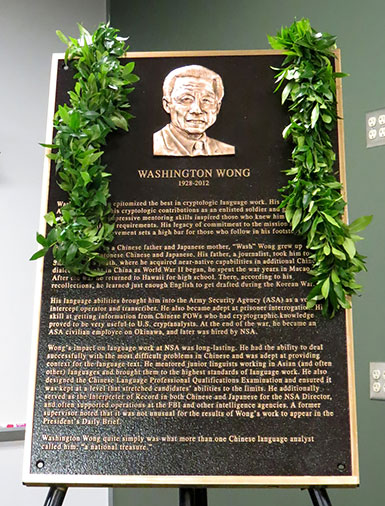 WASHINGTON WONG
1928-2012
epitomized the best in cryptologic language work. His
his cryptologic contributions as an enlisted soldier and
pressive mentoring skills inspired those who knew him
requirements. His legacy of commitment to the mission
vement sets a high bar for those who follow in his footst
o a Chinese father and Japanese mother, "Wash" Wong grew up
Chinese and Japanese. His father, a journalist, took him to
where he acquired near-native capabilities in additional Chin
diale in China as World War II began, he spent the war years in Macau.
After the war he returned to Hawaii for high school. There, according to his
recollections, he learned just enough English to get drafted during the Korean War.
His language abilities brought him into the Army Security Agency (ASA) as a vo
intercept operator and transcriber. He also became adept at prisoner interrogation. His
skill at getting information from Chinese POWs who had cryptographic knowledge
proved to be very useful to U.S. cryptanalysts. At the end of the war, he became an
ASA civilian employee on Okinawa, and later was hired by NSA.
Wong's impact on language work at NSA was long-lasting. He had the ability to deal
successfully with the most difficult problems in Chinese and was adept at providing
context for the language text. He mentored junior linguists working in Asian (and often
other) languages and brought them to the highest standards of language work. He also
designed the Chinese Language Professional Qualifications Examination and ensured it
was kept at a level that stretched candidates' abilities to the limits. He additionally
served as the Interpreter of Record in both Chinese and Japanese for the NSA Director,
and often supported operations at the FBI and other intelligence agencies. A former
supervisor noted that it was not unusual for the results of Wong's work to appear in the
President's Daily Brief.
Washington Wong quite simply was what more than one Chinese language analyst
called him: "a national treasure."